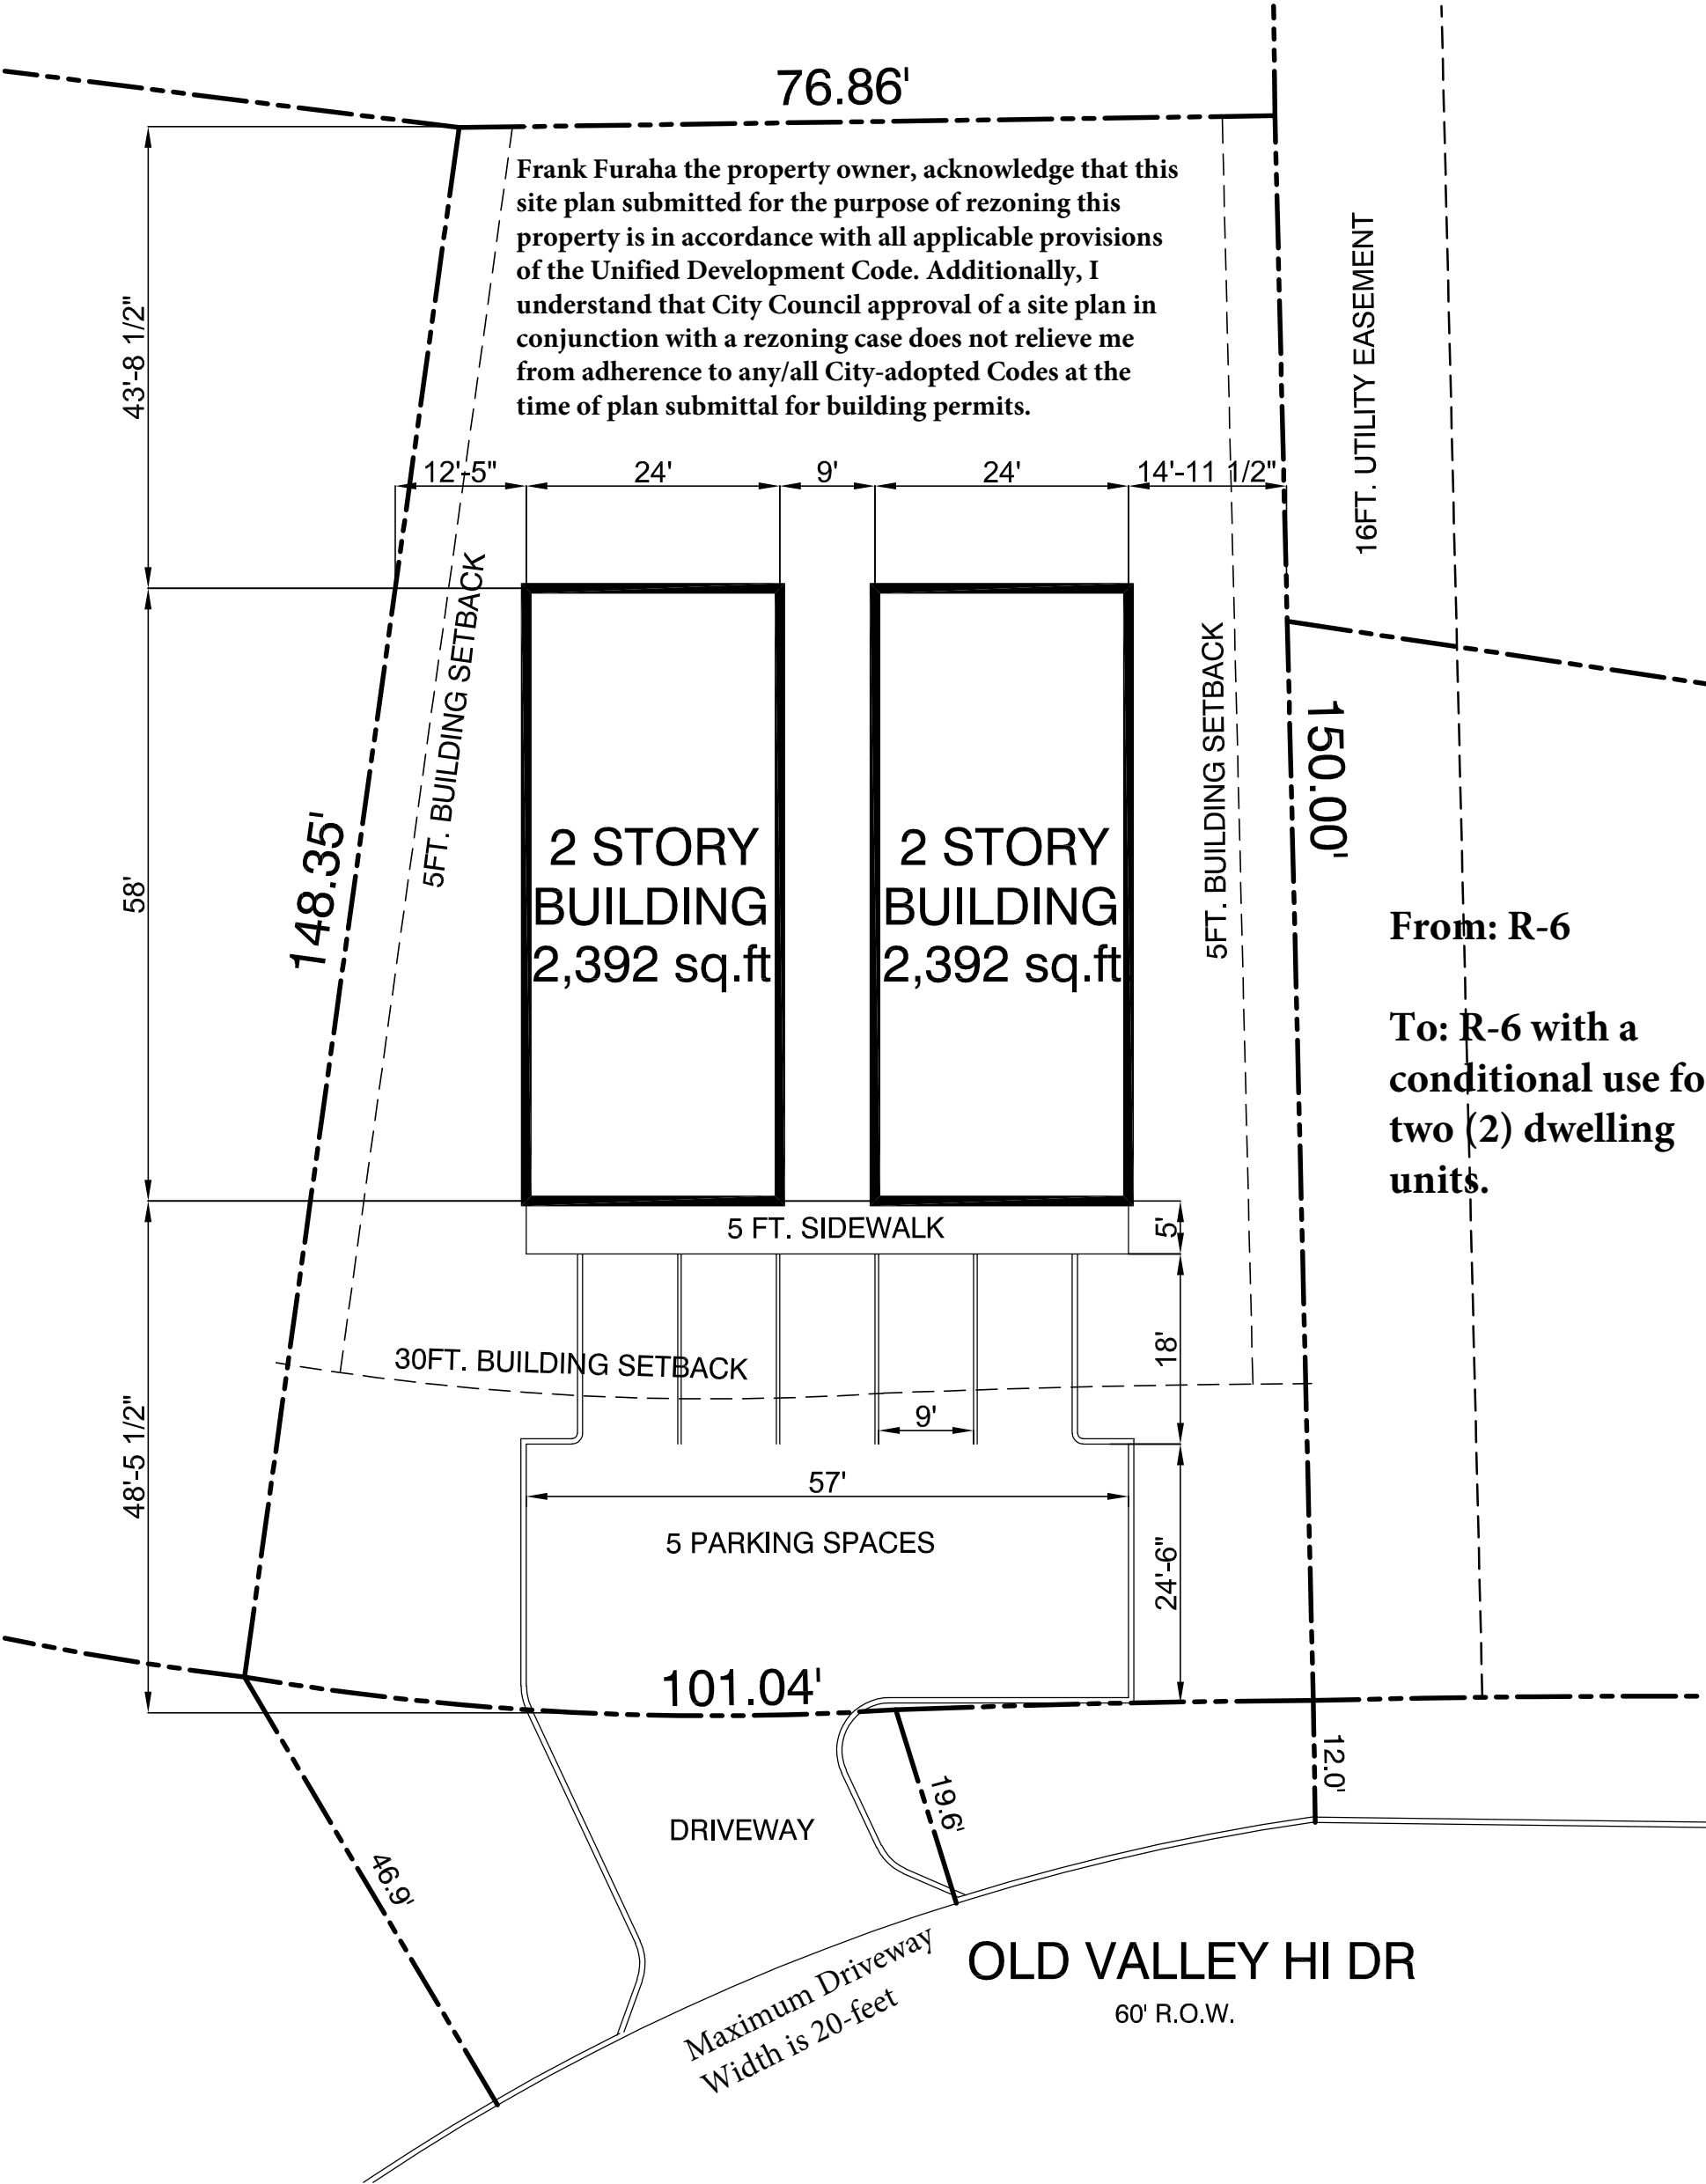 76.86'
Frank Furaha the property owner, acknowledge that this
site plan submitted for the purpose of rezoning this
property is in accordance with all applicable provisions
of the Unified Development Code. Additionally, I
understand that City Council approval of a site plan in
conjunction with a rezoning case does not relieve me
from adherence to any/all City-adopted Codes at the
time of plan submittal for building permits.
16FT. UTILITY EASEMENT
43'-8 1/2"
12'-5"
24'
9'
24'
14'-11 1/2"
5FT. BUILDING SETBACK
5FT. BUILDING SETBACK
150.00'
148.35'
58'
2 STORY
BUILDING
2,392 sq.ft
2 STORY
BUILDING
2,392 sq.ft
From: R-6
To: R-6 with a
conditional use fo
two (2) dwelling
units.
5 FT. SIDEWALK
5'
18'
30FT. BUILDING SETBACK
9'
48'-5 1/2"
57'
5 PARKING SPACES
24'-6"
101.04'
12.0'
19.6'
DRIVEWAY
46.9'
Maximum Driveway
Width is 20-feet
OLD VALLEY HI DR
60' R.O.W.